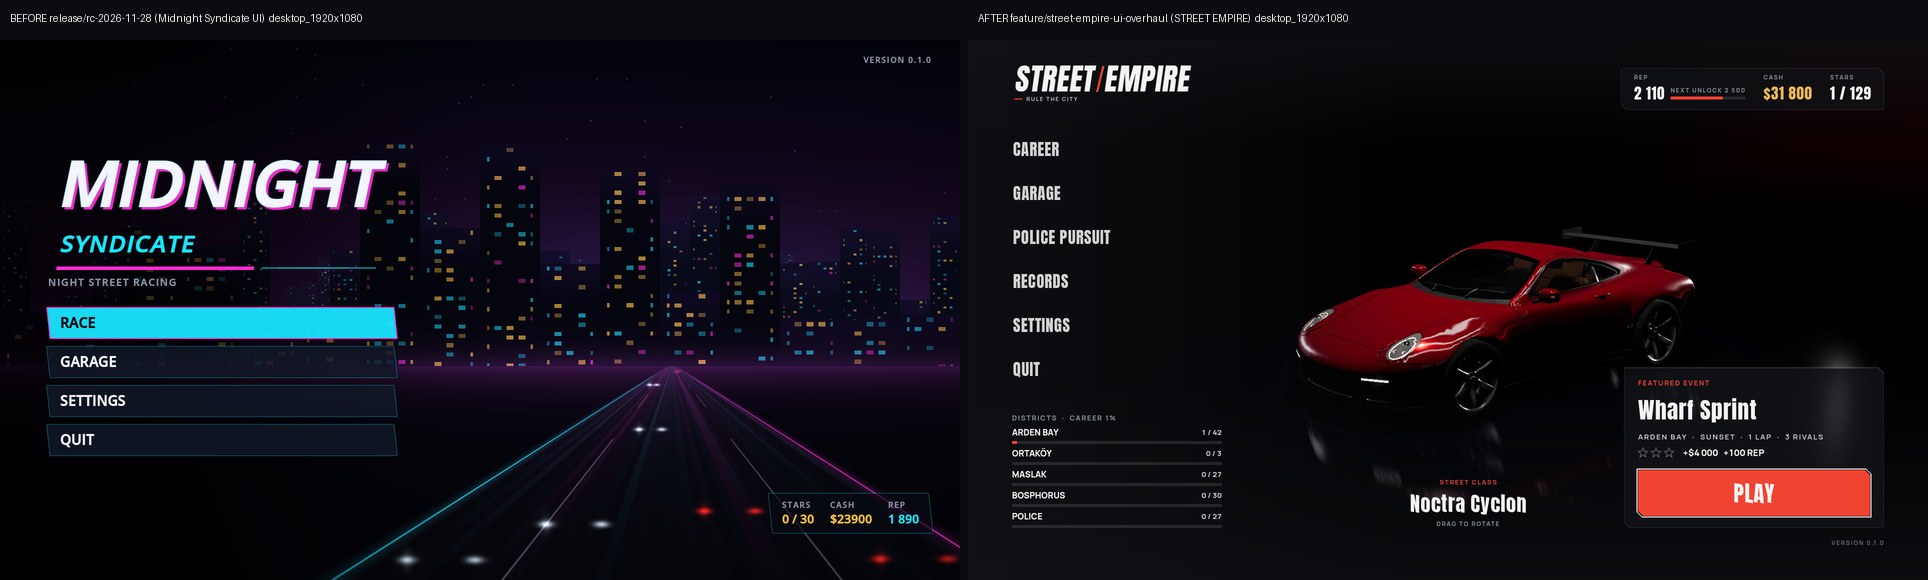 BEFORE release/rc-2026-11-28 (Midnight Syndicate UI) desktop_1920x1080
VERSION 0.1.0
MIDNIGHT
SYNDICATE
NIGHT STREET RACING
RACE
GARAGE
SETTINGS
QUIT
STARS CASH REP
0 / 30 $23900 1 890
AFTER feature/street-empire-ui-overhaul (STREET EMPIRE) desktop_1920x1080
STREET/EMPIRE
RULE THE CITY
REP CASH STARS
2 110 NEXT UNLOCK 2 500 $31 800 1 / 129
CAREER
GARAGE
POLICE PURSUIT
RECORDS
SETTINGS
QUIT
DISTRICTS · CAREER 1%
ARDEN BAY 1 / 42
ORTAKÖY 0 / 3
MASLAK 0 / 27
BOSPHORUS 0 / 30
POLICE 0 / 27
STREET CLASS
Noctra Cyclon
DRAG TO ROTATE
FEATURED EVENT
Wharf Sprint
ARDEN BAY · SUNSET · 1 LAP · 3 RIVALS
+$4 000 +100 REP
PLAY
VERSION 0.1.0